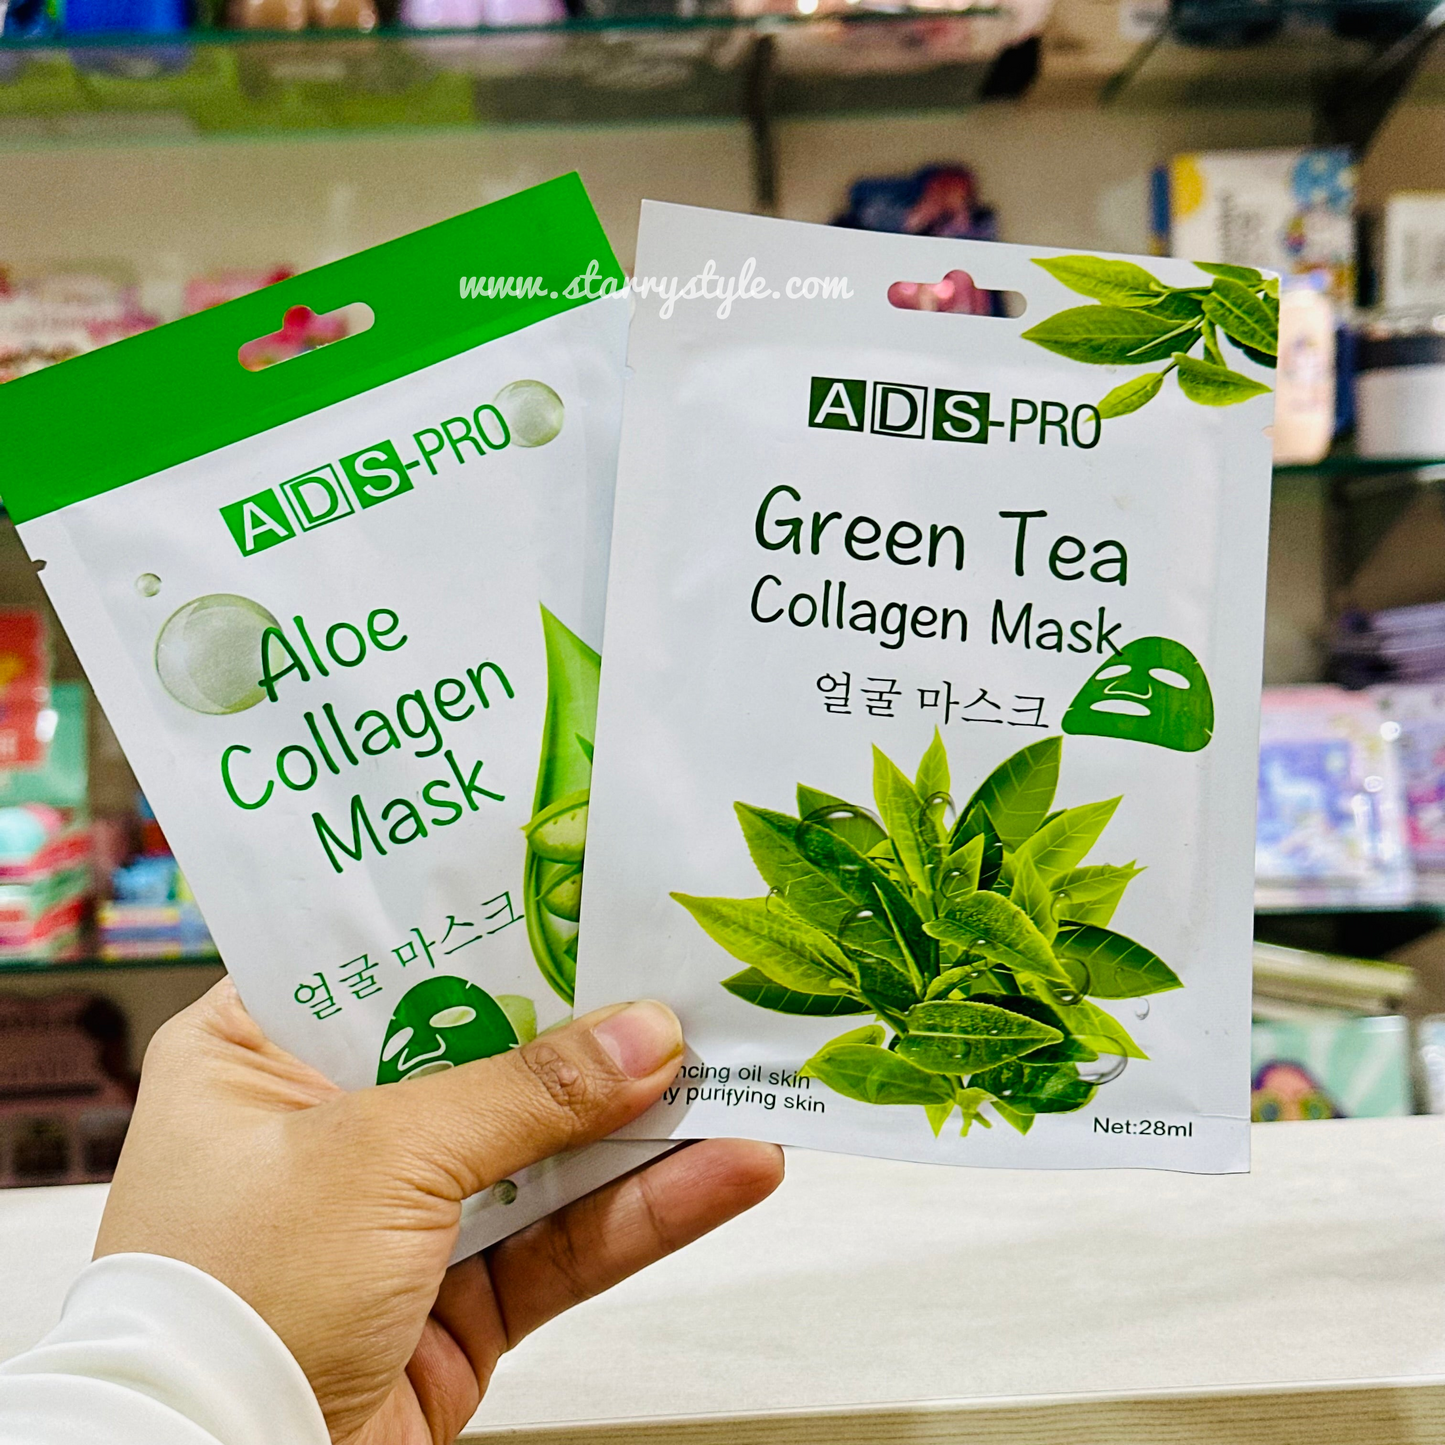 www.starrystyle.com
ADS-PRO
Aloe
Collagen
Mask
얼굴 마스크
ADS-PRO
Green Tea
Collagen Mask
얼굴 마스크
oil skin
purifying skin
Net:28ml